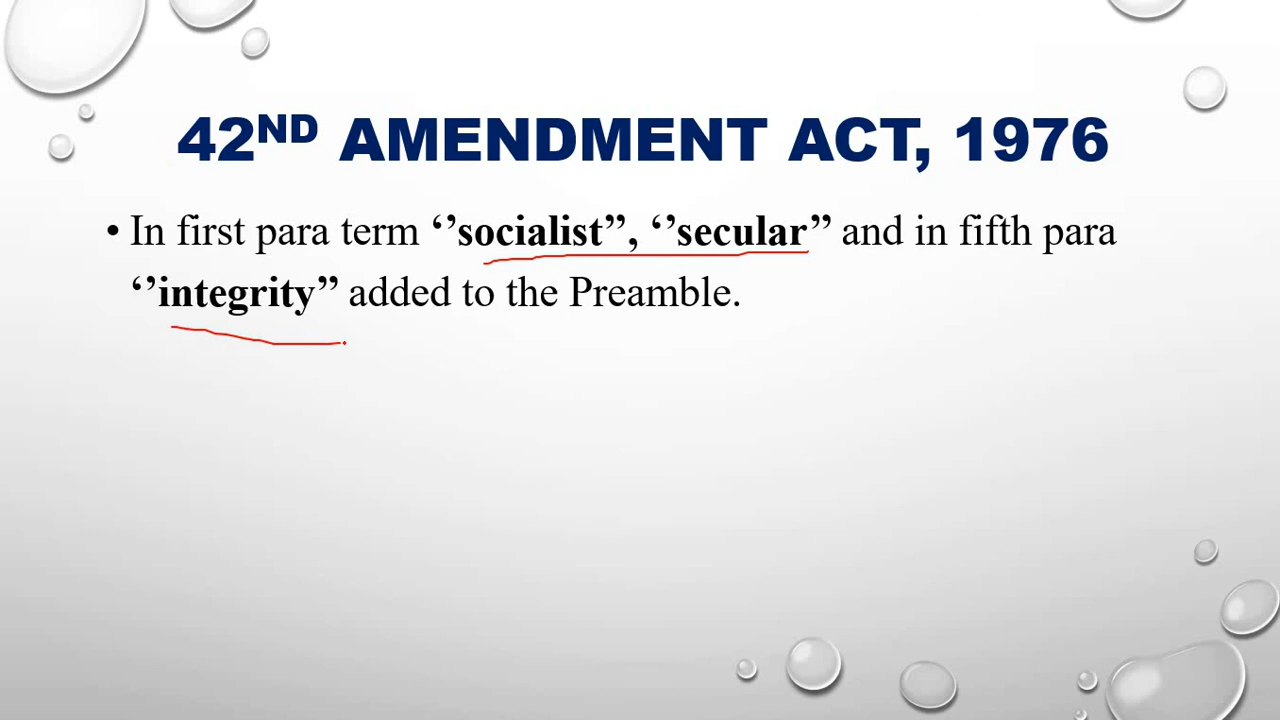 42ND AMENDMENT ACT, 1976
• In first para term ‘’socialist”, ‘’secular” and in fifth para
‘’integrity” added to the Preamble.